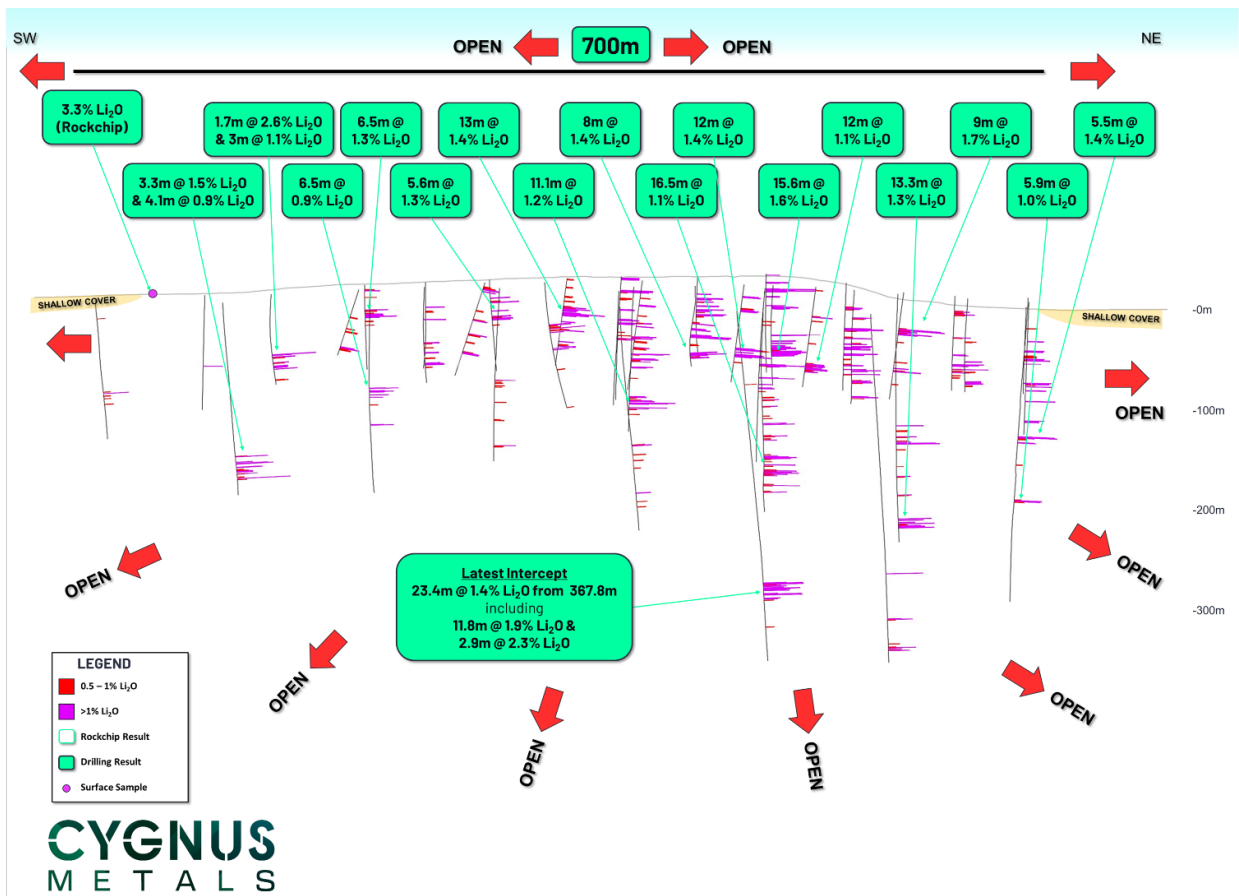 SW
OPEN
700m
OPEN
NE
3.3% Li₂O
(Rockchip)
1.7m @ 2.6% Li₂O
& 3m @ 1.1% Li₂O
6.5m @
1.3% Li₂O
13m @
1.4% Li₂O
8m @
1.4% Li₂O
12m @
1.4% Li₂O
12m @
1.1% Li₂O
9m @
1.7% Li₂O
5.5m @
1.4% Li₂O
3.3m @ 1.5% Li₂O
& 4.1m @ 0.9% Li₂O
6.5m @
0.9% Li₂O
5.6m @
1.3% Li₂O
11.1m @
1.2% Li₂O
16.5m @
1.1% Li₂O
15.6m @
1.6% Li₂O
13.3m @
1.3% Li₂O
5.9m @
1.0% Li₂O
SHALLOW COVER
SHALLOW COVER
-0m
OPEN
-100m
-200m
OPEN
OPEN
Latest Intercept
23.4m @ 1.4% Li₂O from 367.8m
including
11.8m @ 1.9% Li₂O &
2.9m @ 2.3% Li₂O
-300m
OPEN
OPEN
OPEN
OPEN
LEGEND
0.5 – 1% Li₂O
>1% Li₂O
Rockchip Result
Drilling Result
Surface Sample
CYGNUS
METALS